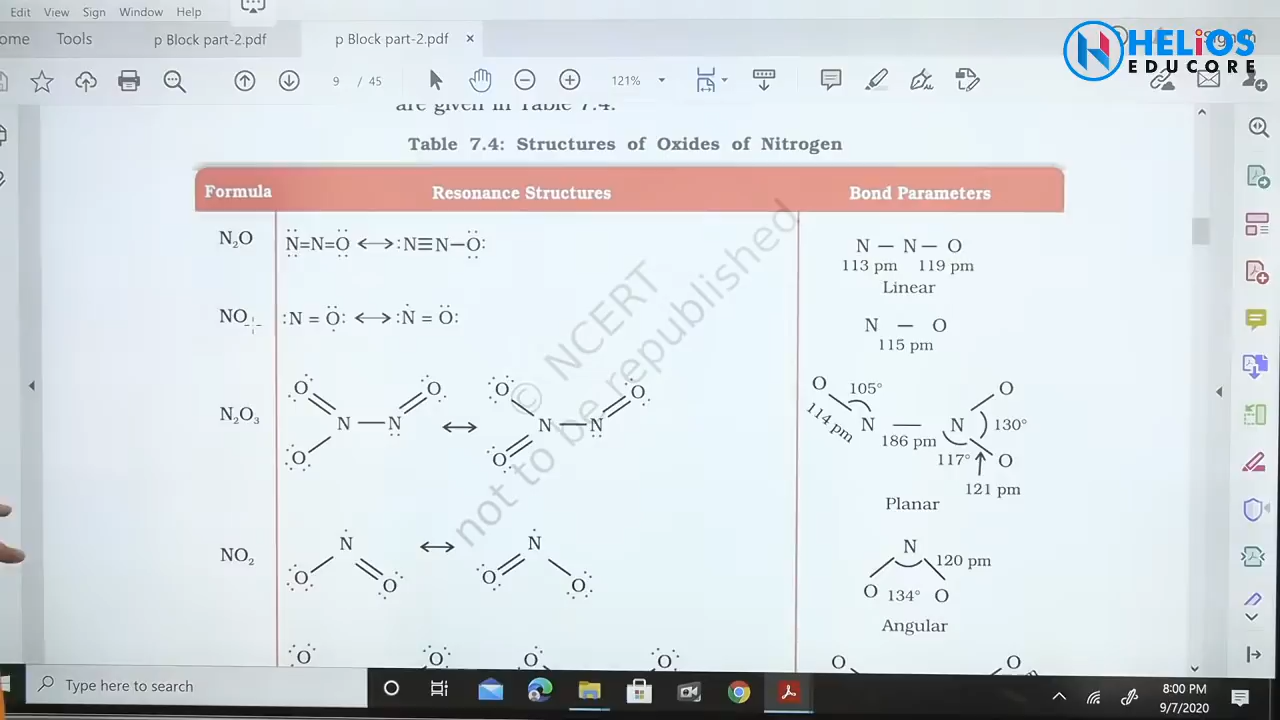 Edit View Sign Window Help
ome Tools p Block part-2.pdf p Block part-2.pdf ×
HELiOS
EDUCORE
9 / 45 121%
are given in Table 7.4.
Table 7.4: Structures of Oxides of Nitrogen
Formula Resonance Structures Bond Parameters
N₂O N=N=O ⟷ :N≡N–O: N – N – O
113 pm 119 pm
Linear
NO :N = O: ⟷ :N = O: N – O
115 pm
N₂O₃
O O O O O 105° O
N – N ⟷ N – N 114 pm N – N 130°
186 pm
O O 117° O
121 pm
Planar
NO₂ N ⟷ N N
120 pm
O O O O O 134° O
Angular
O O O O O O
© NCERT
not to be republished
Type here to search
8:00 PM
9/7/2020